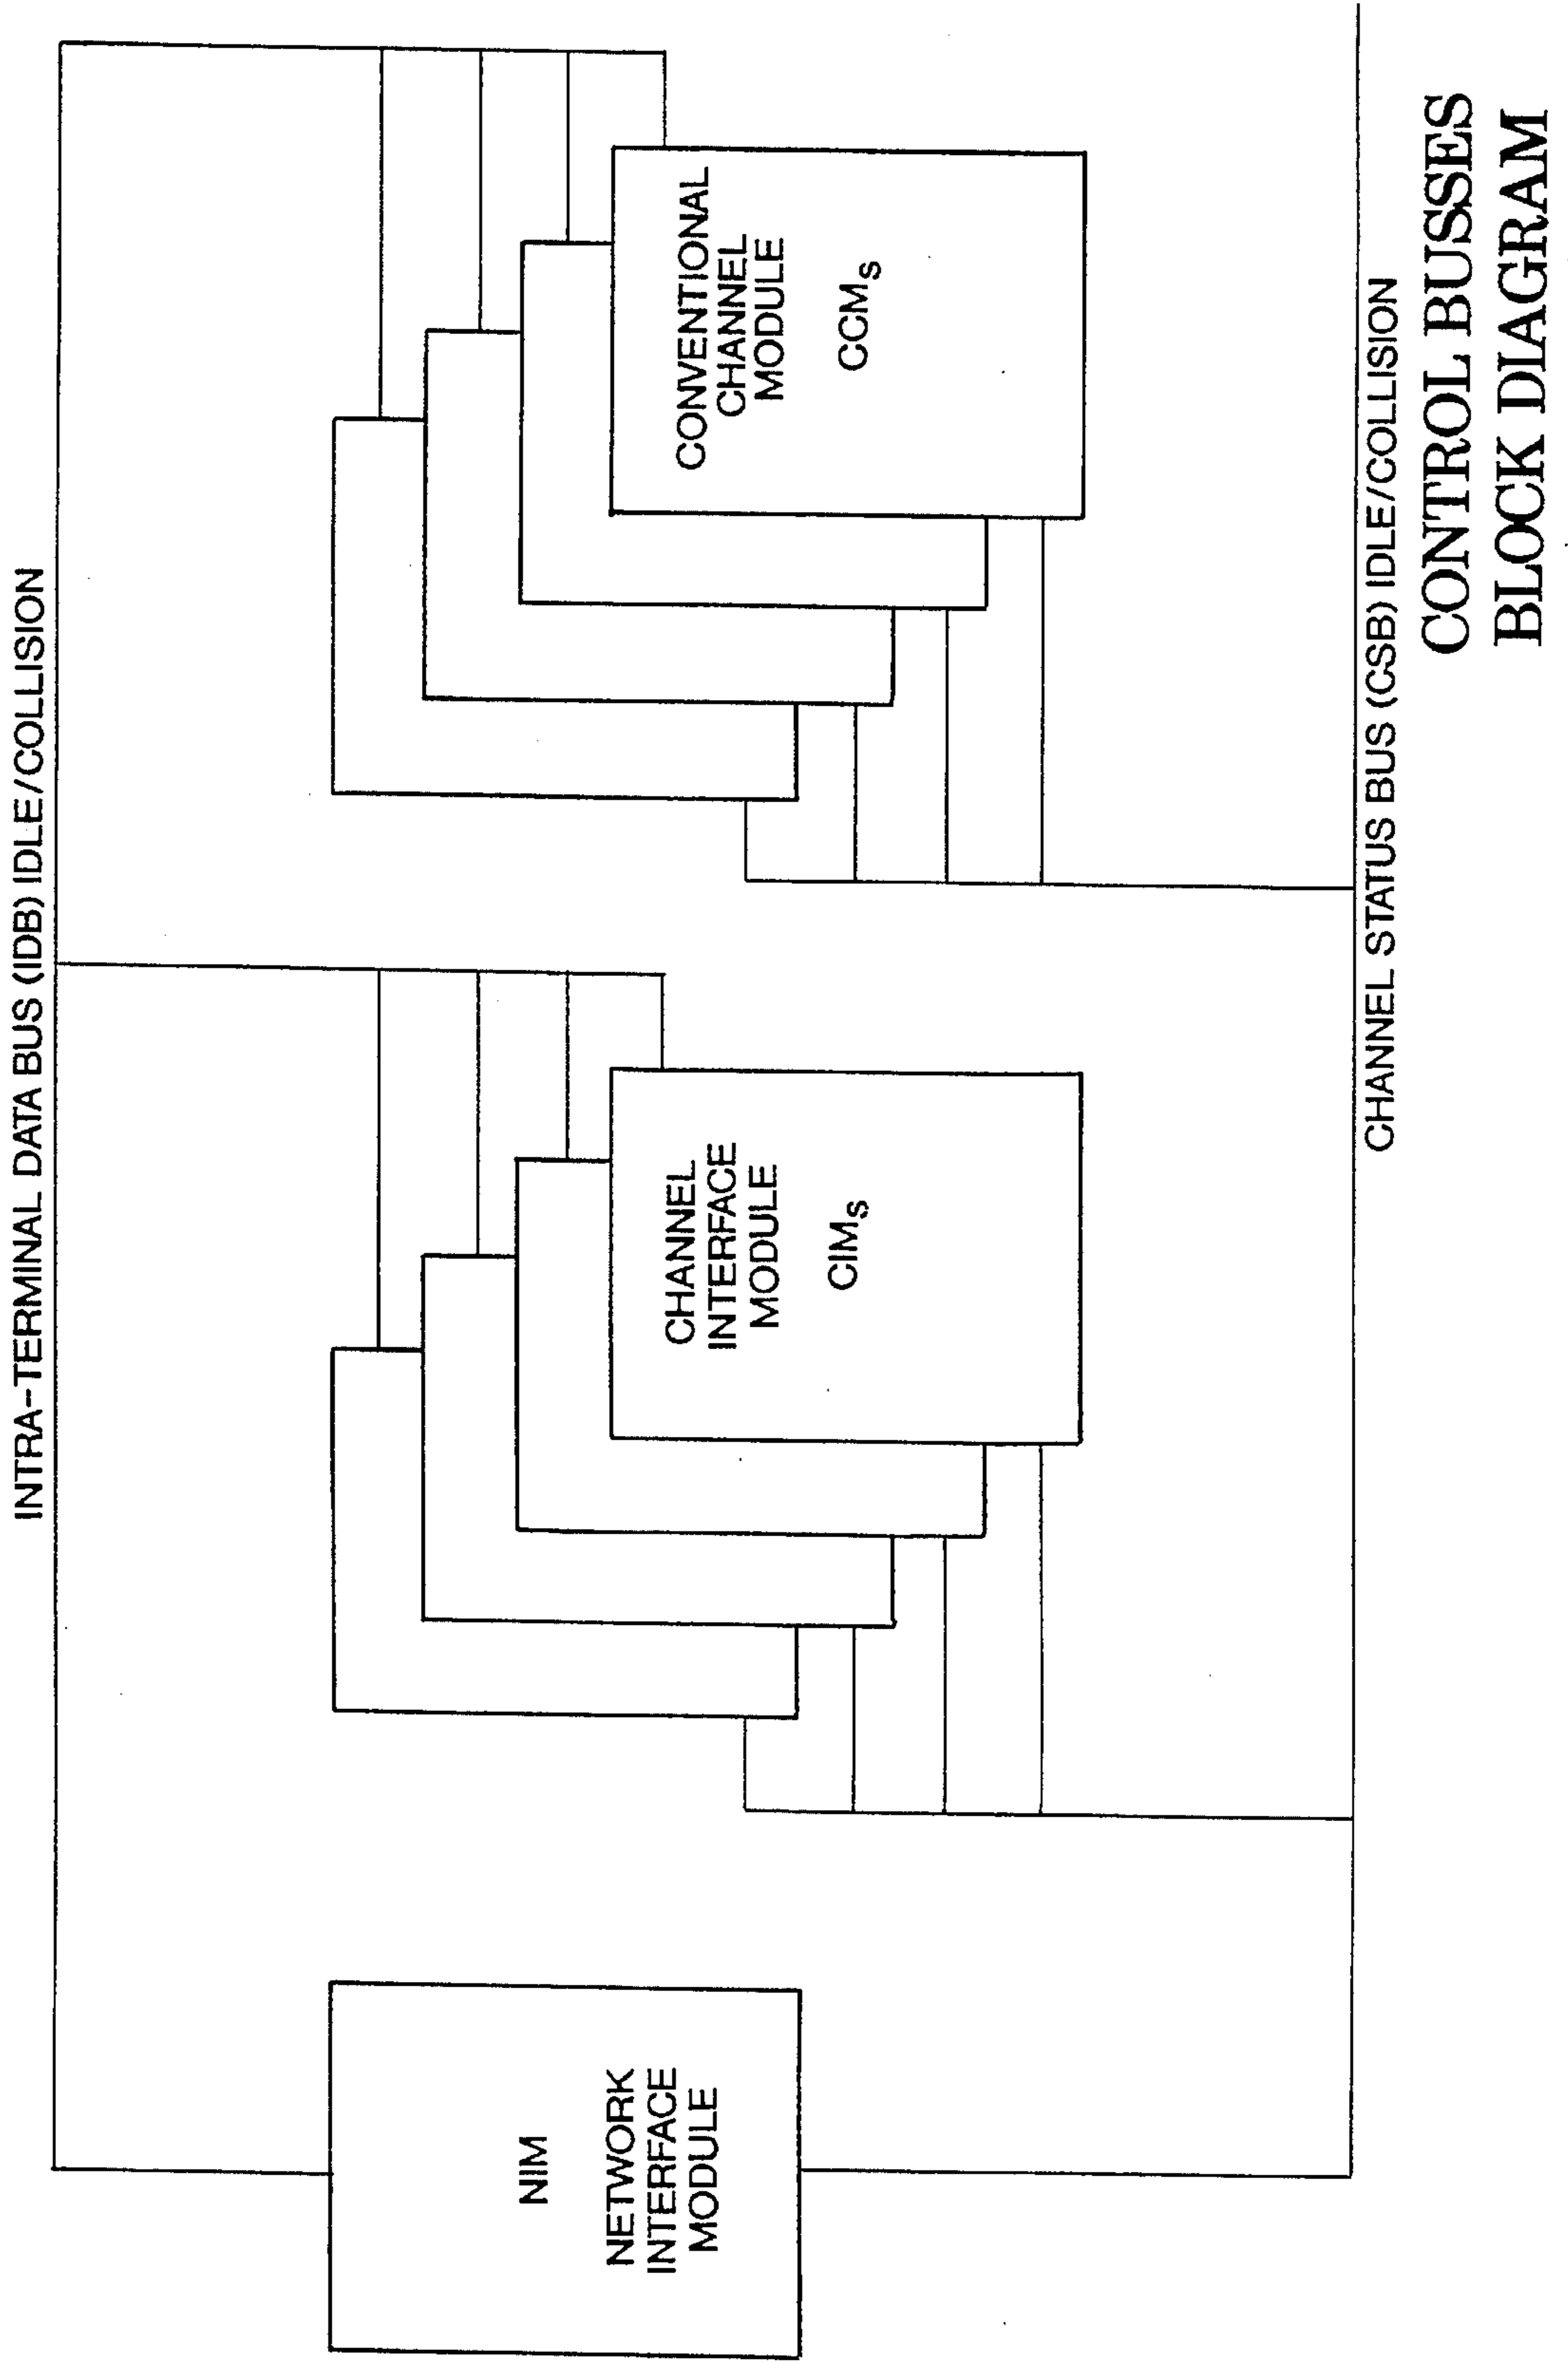 INTRA-TERMINAL DATA BUS (IDB) IDLE/COLLISION
NIM
NETWORK
INTERFACE
MODULE
CHANNEL
INTERFACE
MODULE
CIMs
CONVENTIONAL
CHANNEL
MODULE
CCMs
CHANNEL STATUS BUS (CSB) IDLE/COLLISION
CONTROL BUSSES
BLOCK DIAGRAM